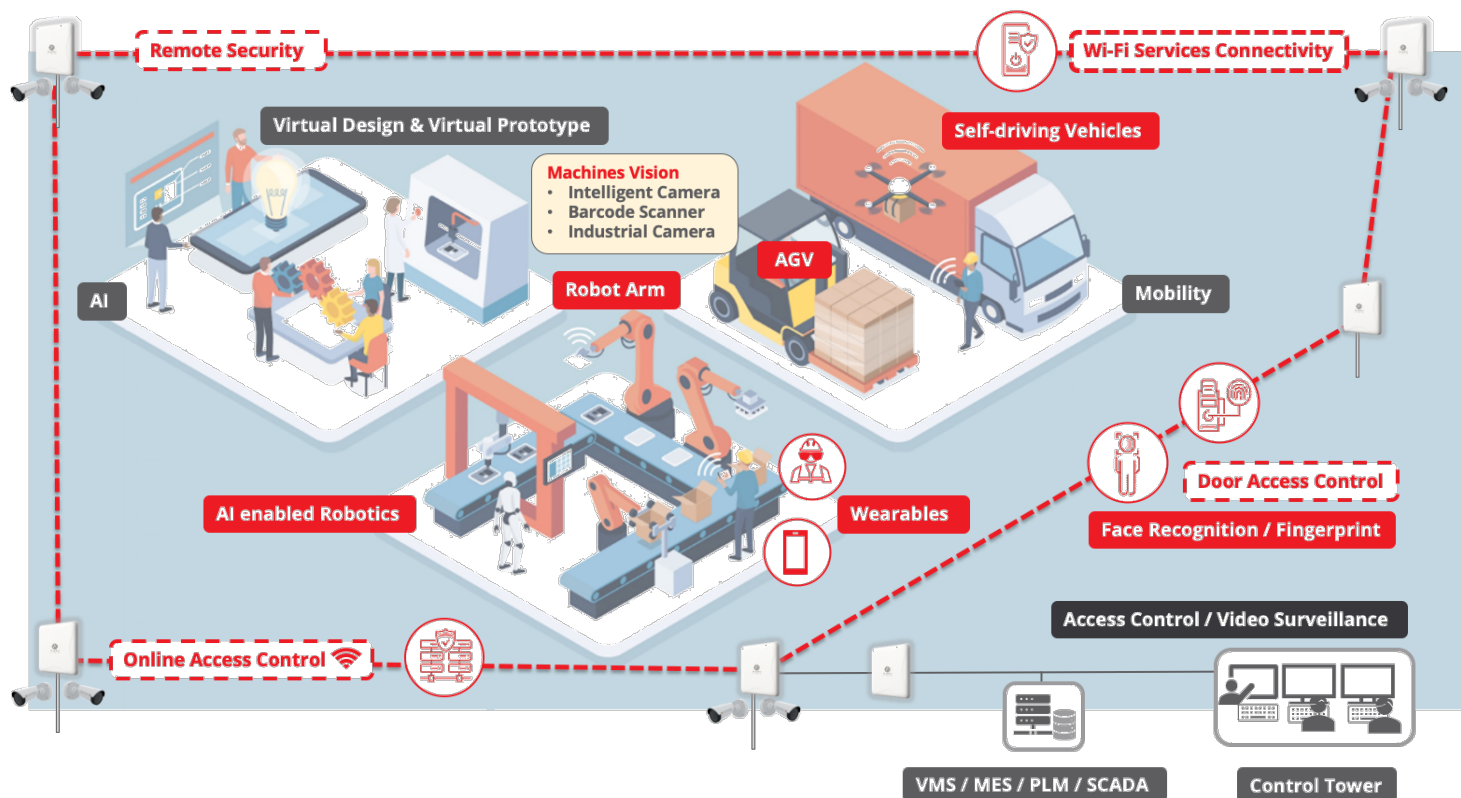 Remote Security
Wi-Fi Services Connectivity
Virtual Design & Virtual Prototype
Self-driving Vehicles
Machines Vision
• Intelligent Camera
• Barcode Scanner
• Industrial Camera
AGV
AI
Robot Arm
Mobility
Door Access Control
AI enabled Robotics
Wearables
Face Recognition / Fingerprint
Access Control / Video Surveillance
Online Access Control
VMS / MES / PLM / SCADA
Control Tower